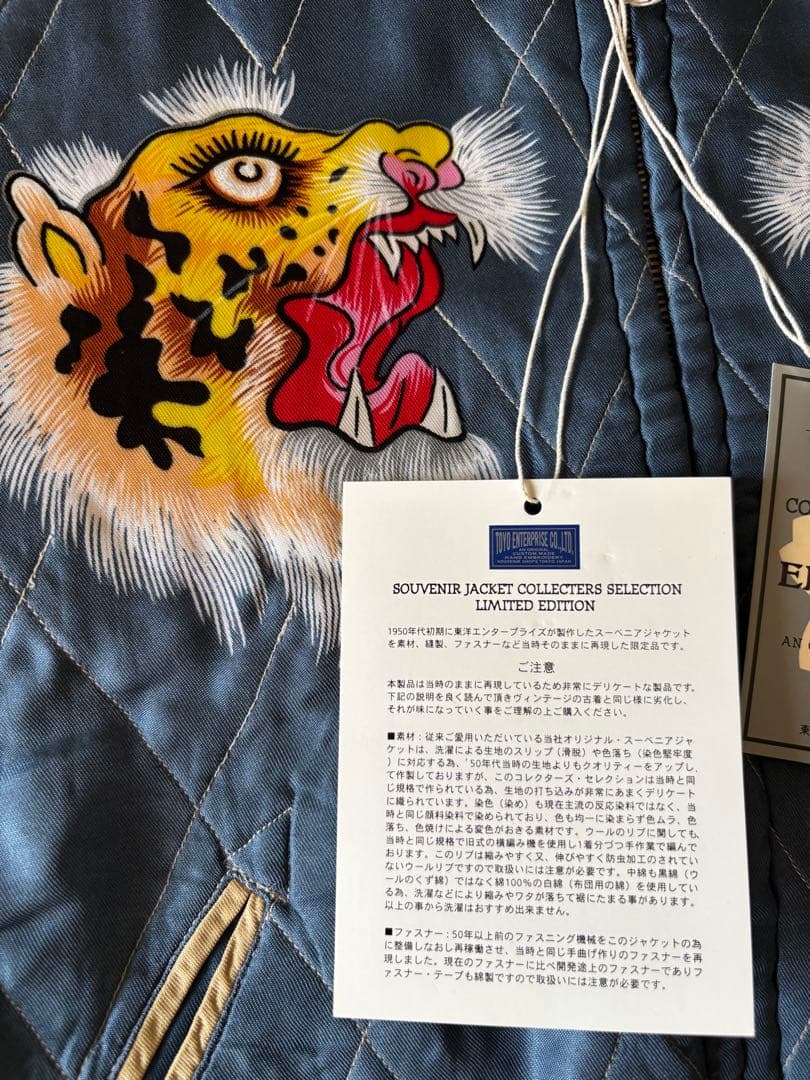 TOYO ENTERPRISE CO.,LTD.
AN ORIGINAL
CUSTOM MADE
HAND EMBROIDERY
SOUVENIR SHOPS TOKYO JAPAN
SOUVENIR JACKET COLLECTERS SELECTION
LIMITED EDITION
1950年代初期に東洋エンタープライズが製作したスーベニアジャケット
を素材、縫製、ファスナーなど当時そのままに再現した限定品です。
ご注意
本製品は当時のままに再現しているため非常にデリケートな製品です。
下記の説明を良く読んで頂きヴィンテージの古着と同じ様に劣化し、
それが味になっていく事をご理解の上ご購入ください。
■素材：従来ご愛用いただいている当社オリジナル・スーベニアジャ
ケットは、洗濯による生地のスリップ（滑脱）や色落ち（染色堅牢度
）に対応する為、'50年代当時の生地よりもクオリティーをアップし、
て作製しておりますが、このコレクターズ・セレクションは当時と同
じ規格で作られている為、生地の打ち込みが非常にあまくデリケート
に織られています。染色（染め）も現在主流の反応染料ではなく、当
時と同じ顔料染料で染められており、色も均一に染まらず色ムラ、色
落ち、色焼けによる変色がおきる素材です。ウールのリブに関しても、
当時と同じ規格で旧式の横編み機を使用し1着分づつ手作業で編んで
おります。このリブは縮みやすく又、伸びやすく防虫加工のされてい
ないウールリブですので取扱いには注意が必要です。中綿も黒綿（ウ
ールのくず綿）ではなく綿100%の白綿（布団用の綿）を使用してい
る為、洗濯などにより縮みやワタが落ちて裾にたまる事があります。
以上の事から洗濯はおすすめ出来ません。
■ファスナー：50年以上前のファスニング機械をこのジャケットの為
に整備しなおし再稼働させ、当時と同じ手曲げ作りのファスナーを再
現しました。現在のファスナーに比べ開発途上のファスナーでありフ
ァスナー・テープも綿製ですので取扱いには注意が必要です。
CO
AN
東